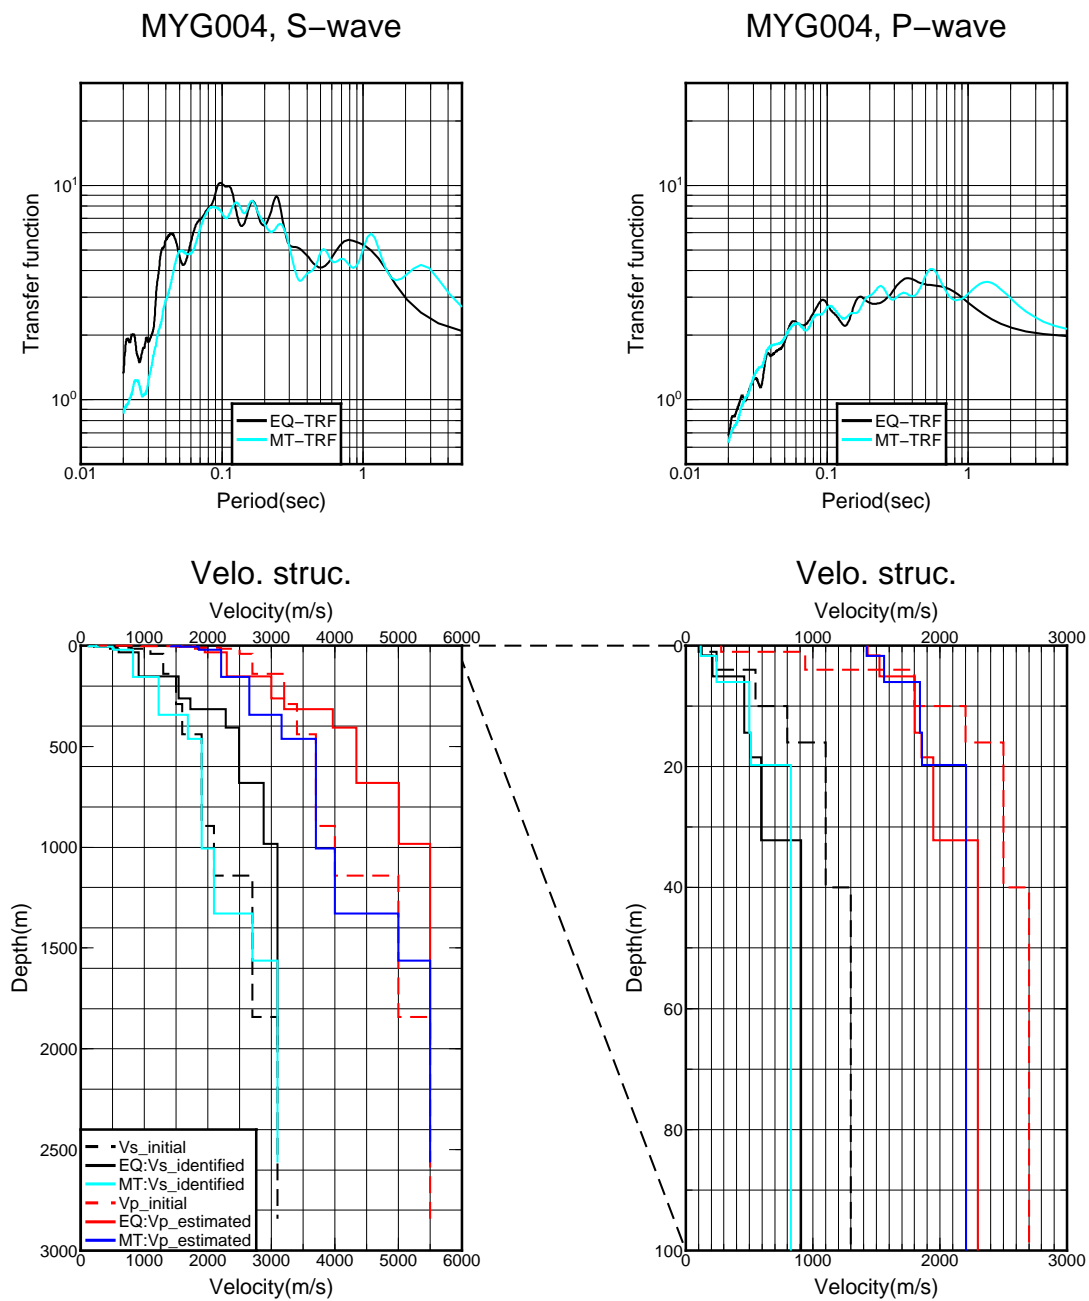 MYG004, S−wave
MYG004, P−wave
Transfer function
10¹
10⁰
EQ−TRF
MT−TRF
0.01 0.1 1
Period(sec)
Transfer function
10¹
10⁰
EQ−TRF
MT−TRF
0.01 0.1 1
Period(sec)
Velo. struc.
Velocity(m/s)
0 1000 2000 3000 4000 5000 6000
Depth(m)
0
500
1000
1500
2000
2500
3000
Vs_initial
EQ:Vs_identified
MT:Vs_identified
Vp_initial
EQ:Vp_estimated
MT:Vp_estimated
0 1000 2000 3000 4000 5000 6000
Velocity(m/s)
Velo. struc.
Velocity(m/s)
0 1000 2000 3000
Depth(m)
0
20
40
60
80
100
0 1000 2000 3000
Velocity(m/s)